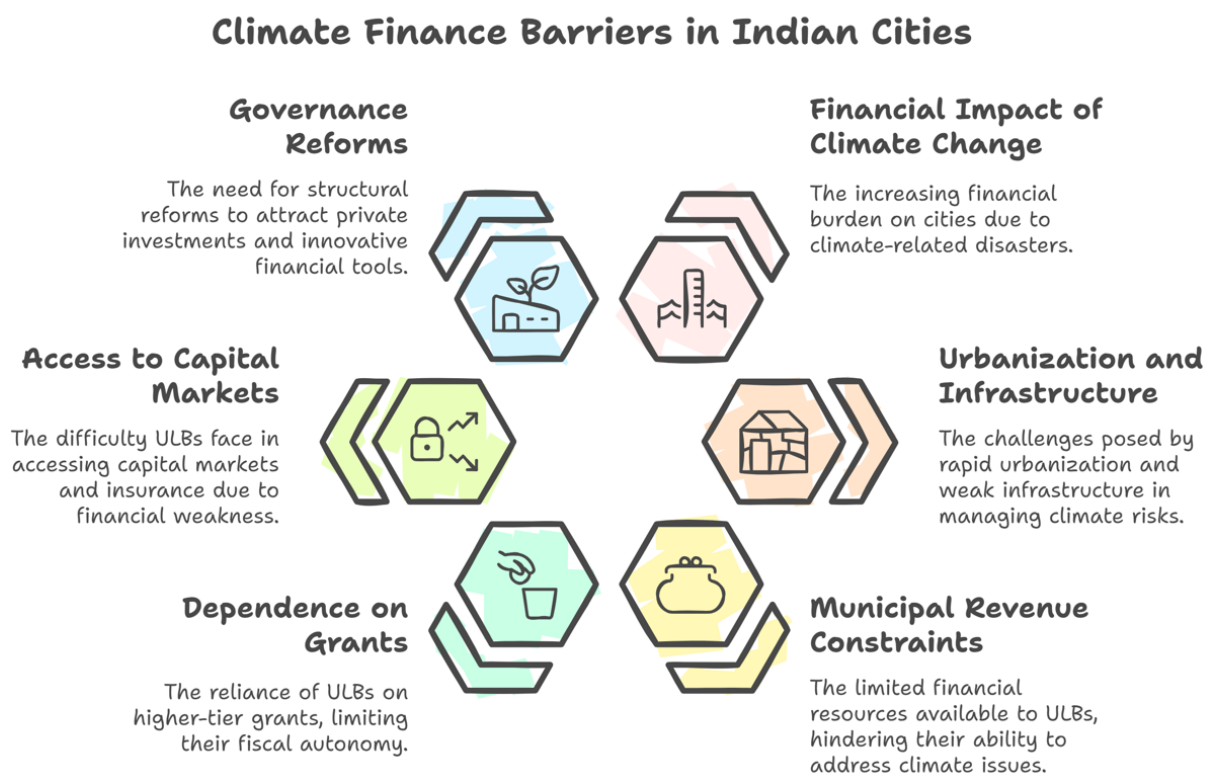 Climate Finance Barriers in Indian Cities
Governance
Reforms
The need for structural
reforms to attract private
investments and innovative
financial tools.
Financial Impact of
Climate Change
The increasing financial
burden on cities due to
climate-related disasters.
Access to Capital
Markets
The difficulty ULBs face in
accessing capital markets
and insurance due to
financial weakness.
Urbanization and
Infrastructure
The challenges posed by
rapid urbanization and
weak infrastructure in
managing climate risks.
Dependence on
Grants
The reliance of ULBs on
higher-tier grants, limiting
their fiscal autonomy.
Municipal Revenue
Constraints
The limited financial
resources available to ULBs,
hindering their ability to
address climate issues.